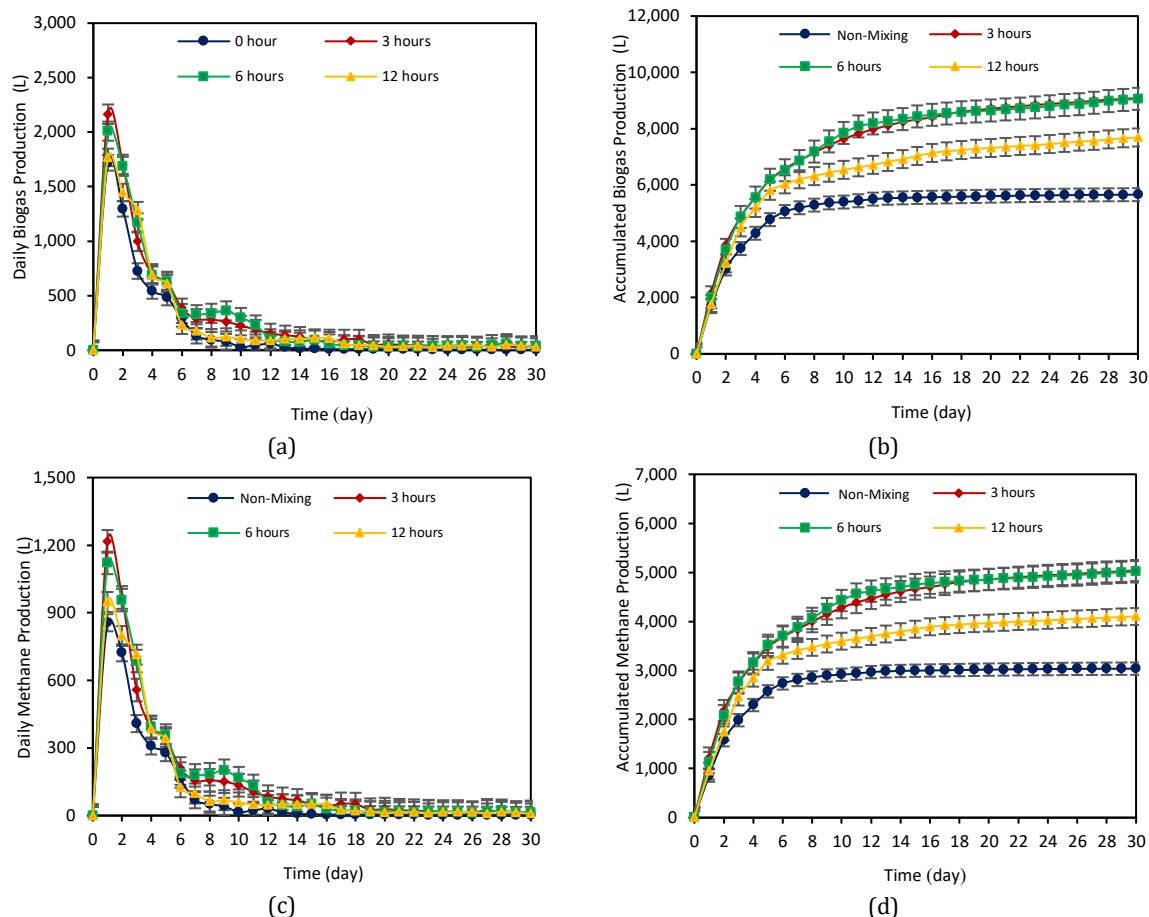 3,000
2,500
2,000
1,500
1,000
500
0
Daily Biogas Production (L)
0 hour
3 hours
6 hours
12 hours
0 2 4 6 8 10 12 14 16 18 20 22 24 26 28 30
Time (day)
(a)
12,000
10,000
8,000
6,000
4,000
2,000
0
Accumulated Biogas Production (L)
Non-Mixing
3 hours
6 hours
12 hours
0 2 4 6 8 10 12 14 16 18 20 22 24 26 28 30
Time (day)
(b)
1,500
1,200
900
600
300
0
Daily Methane Production (L)
Non-Mixing
3 hours
6 hours
12 hours
0 2 4 6 8 10 12 14 16 18 20 22 24 26 28 30
Time (day)
(c)
7,000
6,000
5,000
4,000
3,000
2,000
1,000
0
Accumulated Methane Production (L)
Non-Mixing
3 hours
6 hours
12 hours
0 2 4 6 8 10 12 14 16 18 20 22 24 26 28 30
Time (day)
(d)